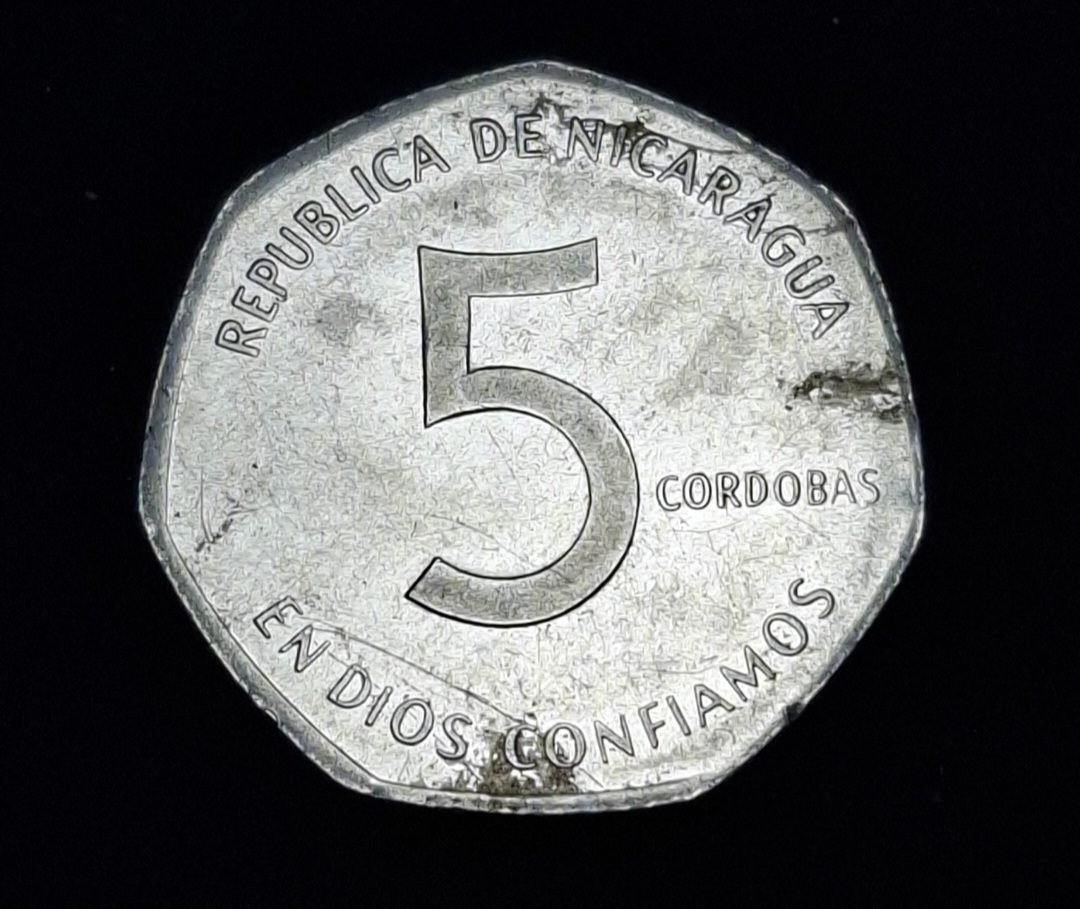 REPUBLICA DE NICARAGUA
5
CORDOBAS
EN DIOS CONFIAMOS